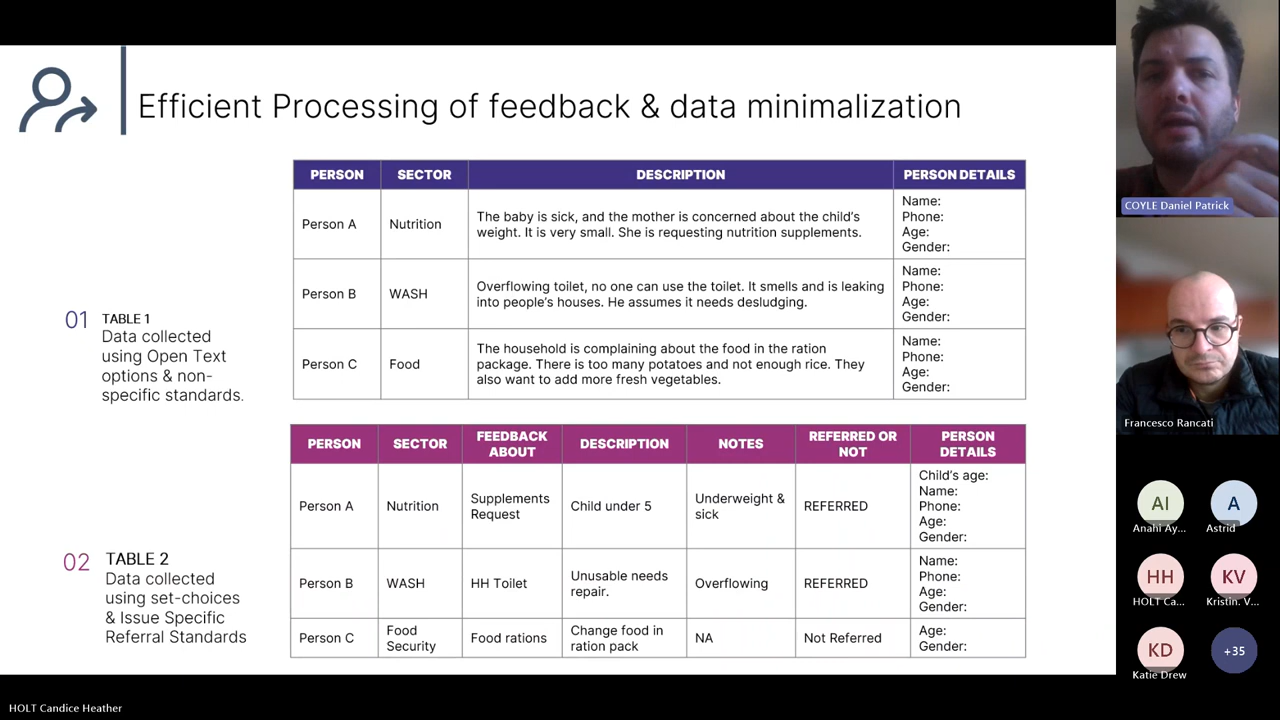 Efficient Processing of feedback & data minimalization
PERSON SECTOR DESCRIPTION PERSON DETAILS
Person A
Nutrition
The baby is sick, and the mother is concerned about the child's
weight. It is very small. She is requesting nutrition supplements.
Name:
Phone:
Age:
Gender:
Person B
WASH
Overflowing toilet, no one can use the toilet. It smells and is leaking
into people's houses. He assumes it needs desludging.
Name:
Phone:
Age:
Gender:
Person C
Food
The household is complaining about the food in the ration
package. There is too many potatoes and not enough rice. They
also want to add more fresh vegetables.
Name:
Phone:
Age:
Gender:
01 TABLE 1
Data collected
using Open Text
options & non-
specific standards.
PERSON
SECTOR
FEEDBACK
ABOUT
DESCRIPTION
NOTES
REFERRED OR
NOT
PERSON
DETAILS
Person A
Nutrition
Supplements
Request
Child under 5
Underweight &
sick
REFERRED
Child's age:
Name:
Phone:
Age:
Gender:
Person B
WASH
HH Toilet
Unusable needs
repair.
Overflowing
REFERRED
Name:
Phone:
Age:
Gender:
Person C
Food
Security
Food rations
Change food in
ration pack
NA
Not Referred
Age:
Gender:
02 TABLE 2
Data collected
using set-choices
& Issue Specific
Referral Standards
COYLE Daniel Patrick
Francesco Rancati
AI
Anahi Ay...
A
Astrid
HH
HOLT Ca...
KV
Kristin. V...
KD
Katie Drew
+35
HOLT Candice Heather